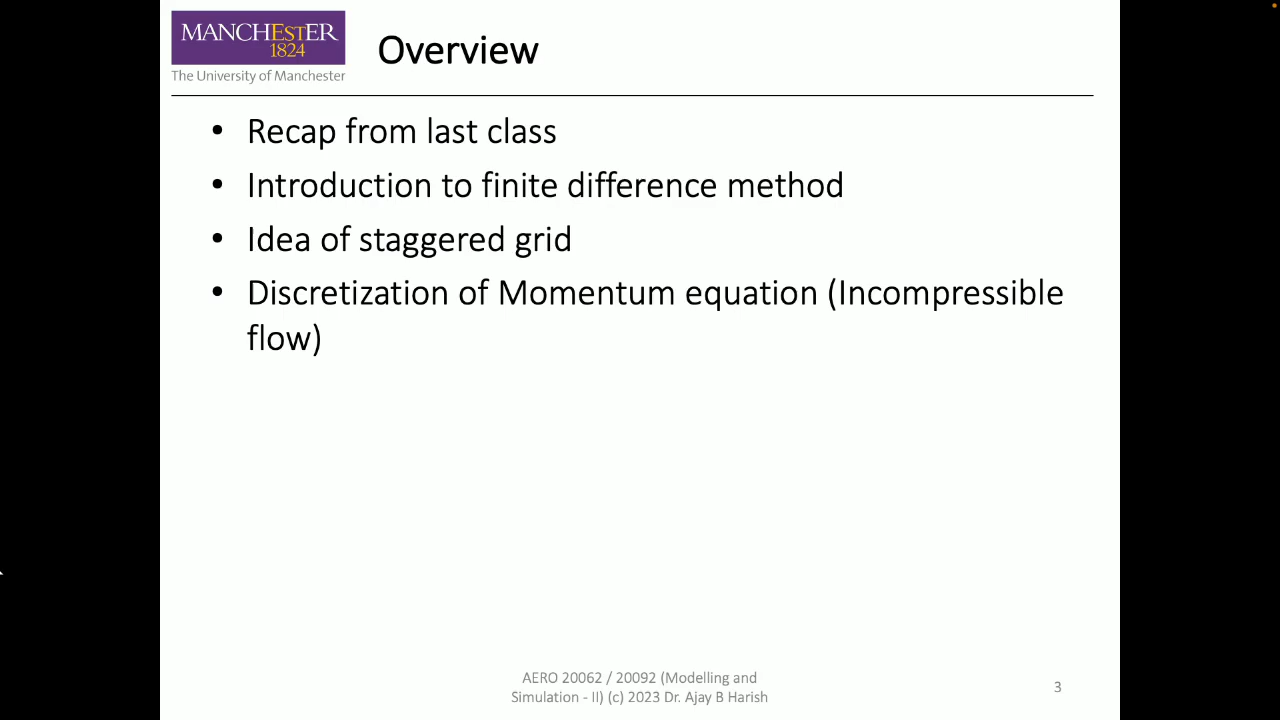 MANCHEStER
1824
The University of Manchester
Overview
• Recap from last class
• Introduction to finite difference method
• Idea of staggered grid
• Discretization of Momentum equation (Incompressible
flow)
AERO 20062 / 20092 (Modelling and
Simulation - II) (c) 2023 Dr. Ajay B Harish
3